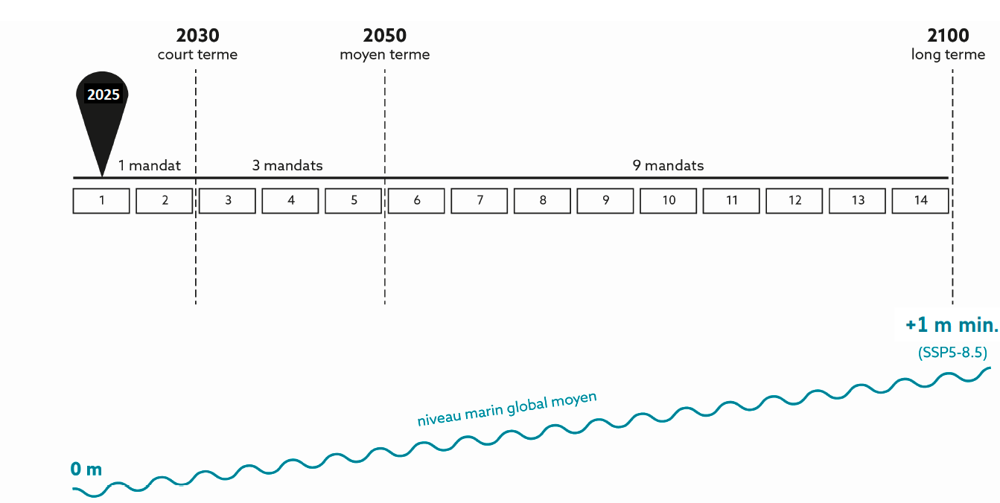 2030
court terme
2050
moyen terme
2100
long terme
2025
1 mandat
3 mandats
9 mandats
1
2
3
4
5
6
7
8
9
10
11
12
13
14
+1 m min.
(SSP5-8.5)
niveau marin global moyen
0 m